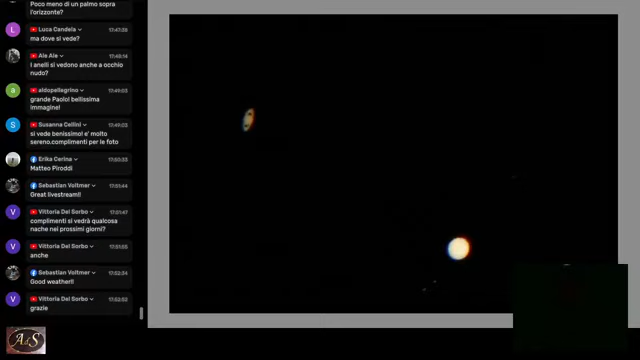 Poco meno di un palmo sopra
l'orizzonte?
Luca Candela
17:47:28
ma dove si vede?
Ale Ale
17:48:14
I anelli si vedono anche a occhio
nudo?
aldopellegrino
17:49:03
grande Paolo! bellissima
immagine!
Susanna Cellini
17:49:03
si vede benissimo! e' molto
sereno.complimenti per le foto
Erika Cerina
17:50:33
Matteo Piroddi
Sebastian Voltmer
17:51:44
Great livestream!!
Vittoria Del Sorbo
17:51:47
complimenti si vedrà qualcosa
nache nei prossimi giorni?
Vittoria Del Sorbo
17:51:55
anche
Sebastian Voltmer
17:52:34
Good weather!!
Vittoria Del Sorbo
17:52:52
grazie
AdS